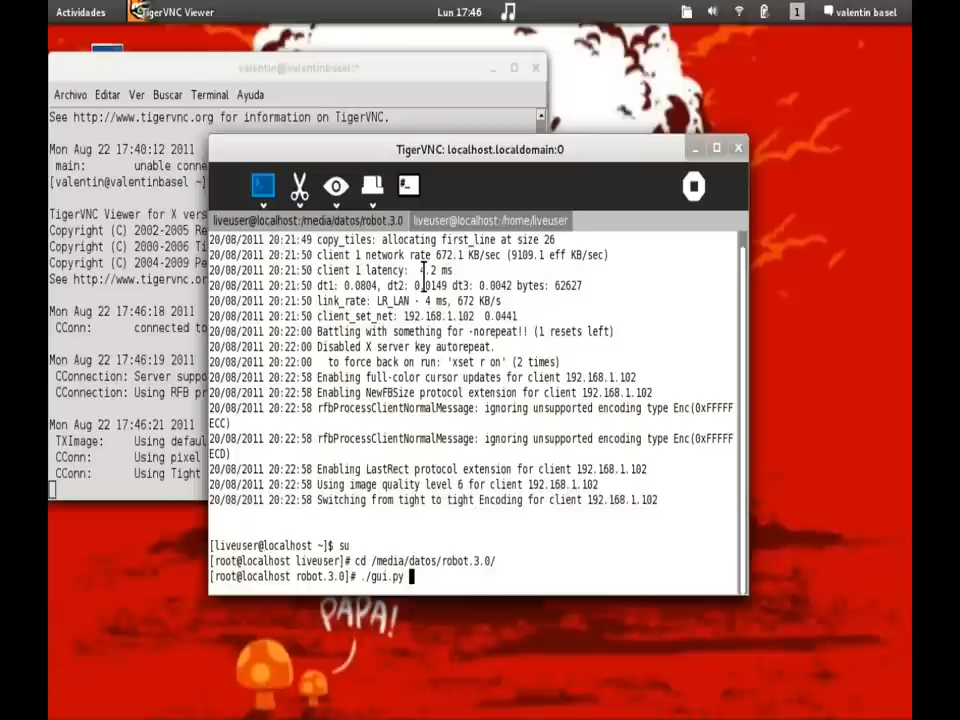 Actividades
TigerVNC Viewer
Lun 17:46
1
valentin basel
valentin@valentinbasel:~
Archivo Editar Ver Buscar Terminal Ayuda
See http://www.tigervnc.org for information on TigerVNC.
Mon Aug 22 17:40:12 2011
main: unable conne
[valentin@valentinbasel ~]
TigerVNC Viewer for X vers
Copyright (C) 2002-2005 Re
Copyright (C) 2000-2006 Ti
Copyright (C) 2004-2009 Pe
See http://www.tigervnc.or
Mon Aug 22 17:46:18 2011
CConn: connected to
Mon Aug 22 17:46:19 2011
CConnection: Server suppo
CConnection: Using RFB pr
Mon Aug 22 17:46:21 2011
TXImage: Using defaul
CConn: Using pixel
CConn: Using Tight
TigerVNC: localhost.localdomain:0
liveuser@localhost:/media/datos/robot.3.0
liveuser@localhost:/home/liveuser
20/08/2011 20:21:49 copy_tiles: allocating first_line at size 26
20/08/2011 20:21:50 client 1 network rate 672.1 KB/sec (9109.1 eff KB/sec)
20/08/2011 20:21:50 client 1 latency: 4.2 ms
20/08/2011 20:21:50 dt1: 0.0804, dt2: 0.0149 dt3: 0.0042 bytes: 62627
20/08/2011 20:21:50 link_rate: LR_LAN - 4 ms, 672 KB/s
20/08/2011 20:21:50 client_set_net: 192.168.1.102 0.0441
20/08/2011 20:22:00 Battling with something for -norepeat!! (1 resets left)
20/08/2011 20:22:00 Disabled X server key autorepeat.
20/08/2011 20:22:00 to force back on run: 'xset r on' (2 times)
20/08/2011 20:22:58 Enabling full-color cursor updates for client 192.168.1.102
20/08/2011 20:22:58 Enabling NewFBSize protocol extension for client 192.168.1.102
20/08/2011 20:22:58 rfbProcessClientNormalMessage: ignoring unsupported encoding type Enc(0xFFFFF
ECC)
20/08/2011 20:22:58 rfbProcessClientNormalMessage: ignoring unsupported encoding type Enc(0xFFFFF
ECD)
20/08/2011 20:22:58 Enabling LastRect protocol extension for client 192.168.1.102
20/08/2011 20:22:58 Using image quality level 6 for client 192.168.1.102
20/08/2011 20:22:58 Switching from tight to tight Encoding for client 192.168.1.102
[liveuser@localhost ~]$ su
[root@localhost liveuser]# cd /media/datos/robot.3.0/
[root@localhost robot.3.0]# ./gui.py
PAPA!